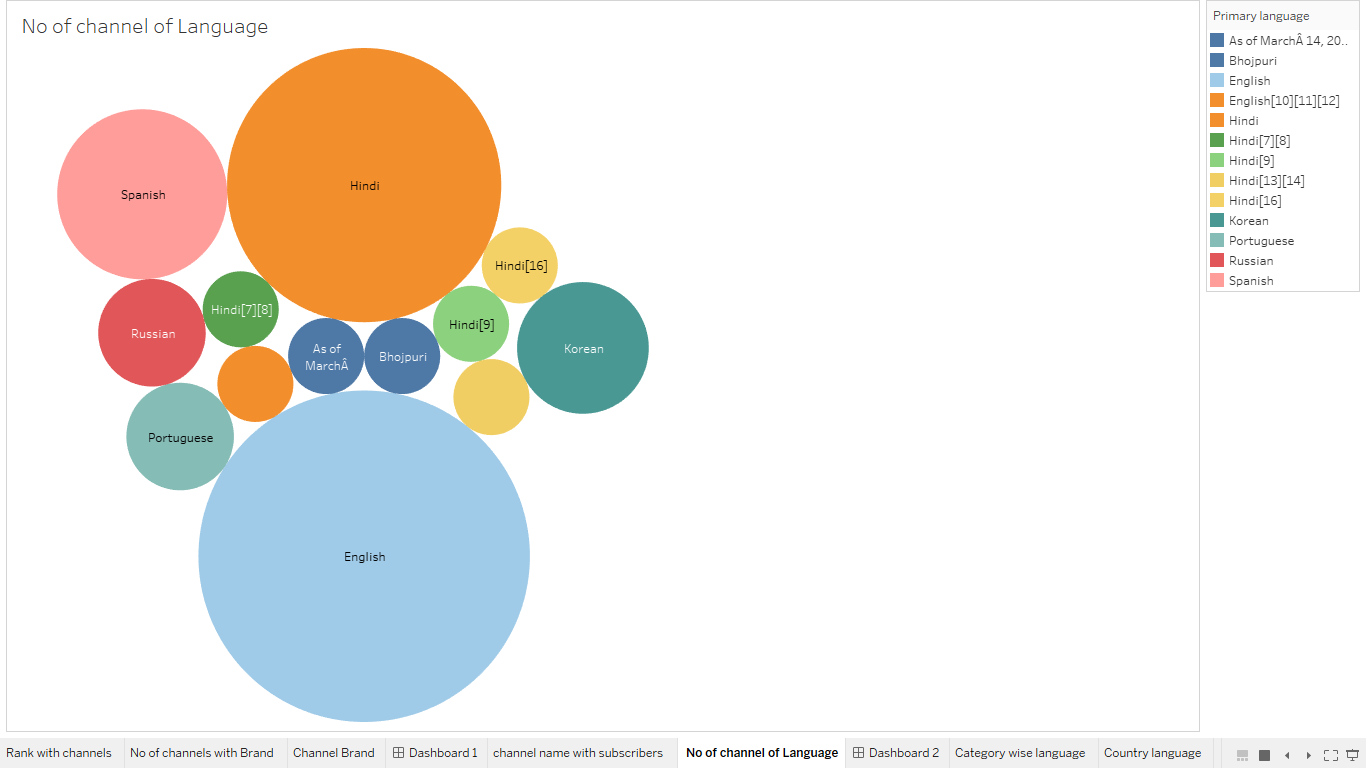 No of channel of Language
Hindi
Spanish
Hindi[16]
Hindi[7][8]
Hindi[9]
Russian
As of
MarchÂ
Bhojpuri
Korean
Portuguese
English
Primary language
As of MarchÂ 14, 20..
Bhojpuri
English
English[10][11][12]
Hindi
Hindi[7][8]
Hindi[9]
Hindi[13][14]
Hindi[16]
Korean
Portuguese
Russian
Spanish
Rank with channels
No of channels with Brand
Channel Brand
Dashboard 1
channel name with subscribers
No of channel of Language
Dashboard 2
Category wise language
Country language